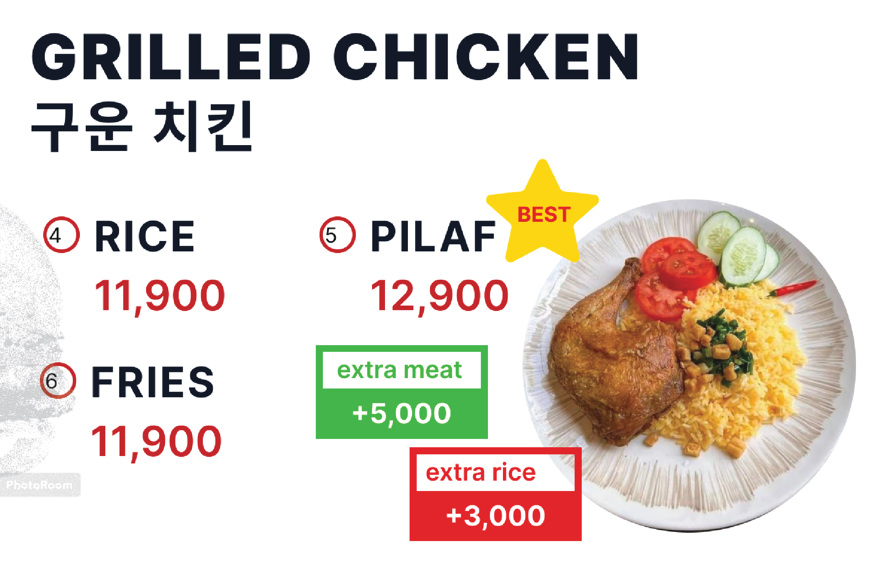 GRILLED CHICKEN
구운 치킨
4 RICE
11,900
5 PILAF
12,900
BEST
6 FRIES
11,900
extra meat
+5,000
extra rice
+3,000
PhotoRoom